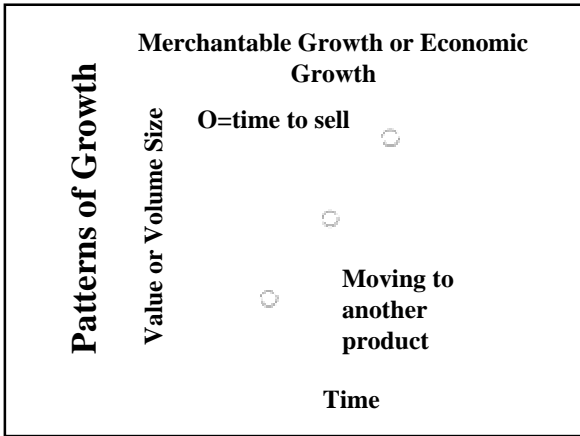 Merchantable Growth or Economic
Growth
Patterns of Growth
Value or Volume Size
O=time to sell
Moving to
another
product
Time